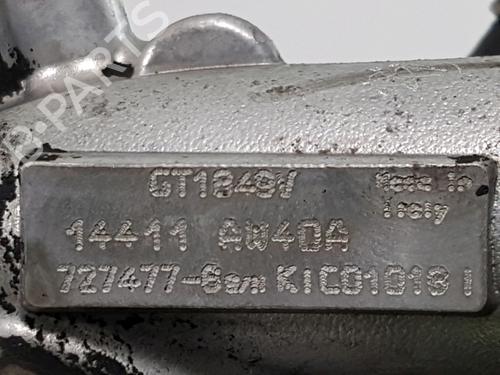 B-PARTS
GT1849V Made in
Italy
14411 AW40A
727477-6 KIC01018 I